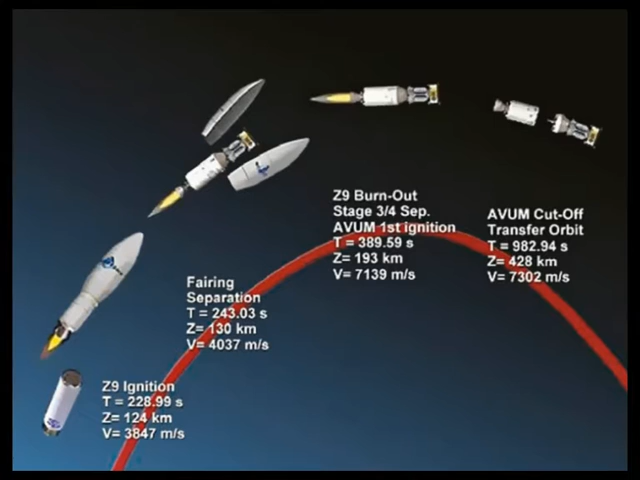 Z9 Burn-Out
Stage 3/4 Sep.
AVUM 1st ignition
T = 389.59 s
Z= 193 km
V= 7139 m/s
AVUM Cut-Off
Transfer Orbit
T = 982.94 s
Z= 428 km
V= 7302 m/s
Fairing
Separation
T = 243.03 s
Z= 130 km
V= 4037 m/s
Z9 Ignition
T = 228.99 s
Z= 124 km
V= 3847 m/s